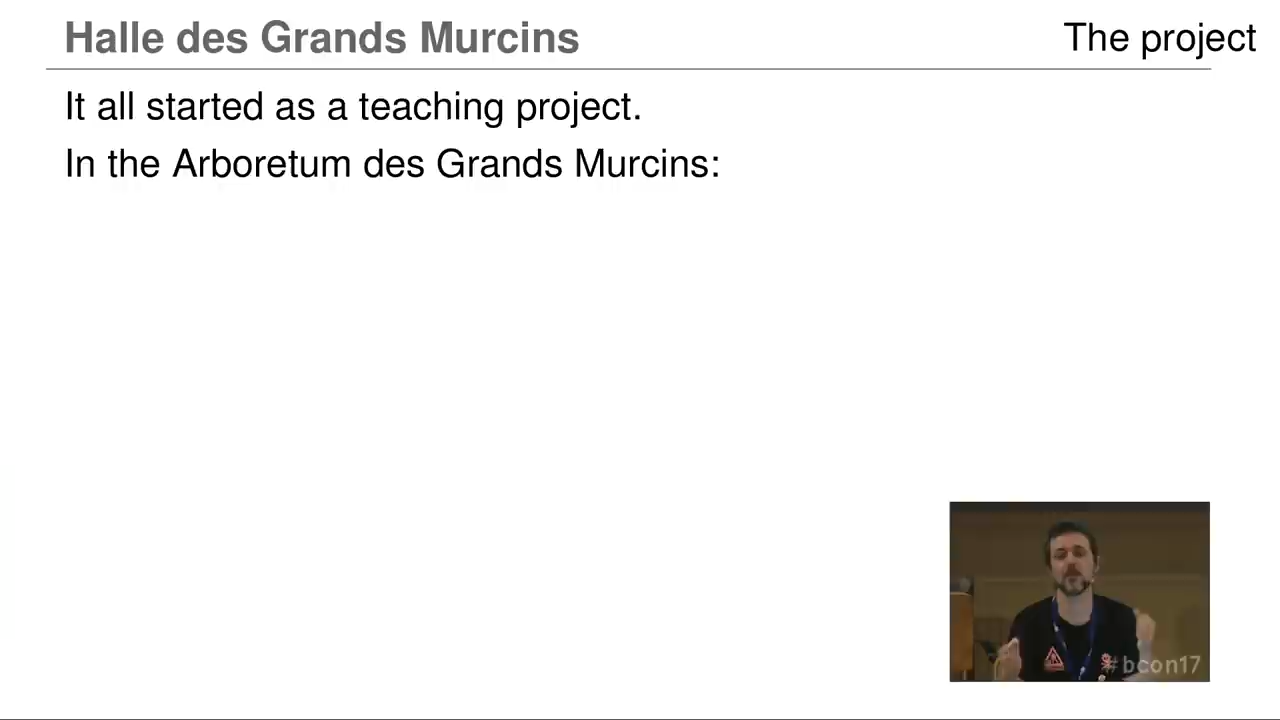 Halle des Grands Murcins
The project
It all started as a teaching project.
In the Arboretum des Grands Murcins:
#bcon17